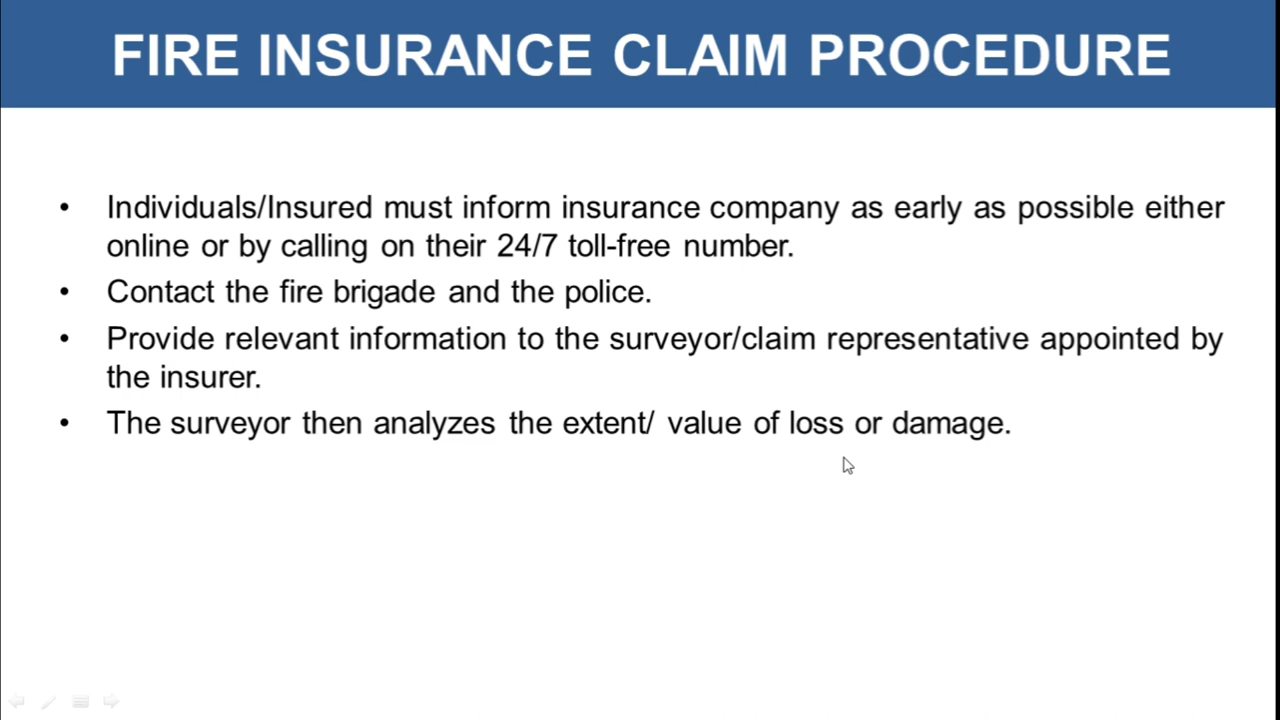 FIRE INSURANCE CLAIM PROCEDURE
• Individuals/Insured must inform insurance company as early as possible either
online or by calling on their 24/7 toll-free number.
• Contact the fire brigade and the police.
• Provide relevant information to the surveyor/claim representative appointed by
the insurer.
• The surveyor then analyzes the extent/ value of loss or damage.